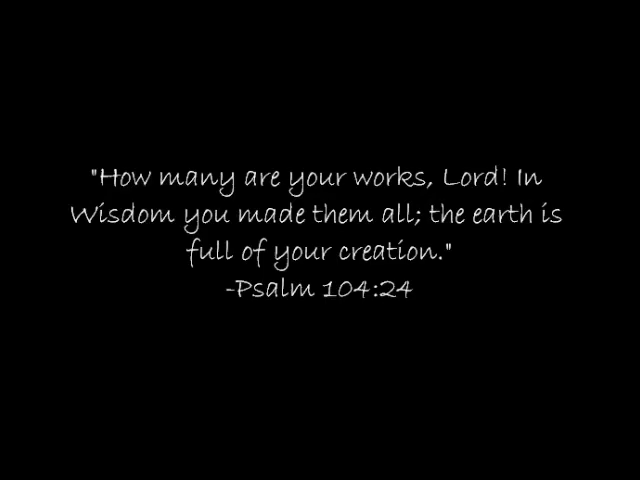 "How many are your works, Lord! In
Wisdom you made them all; the earth is
full of your creation."
-Psalm 104:24